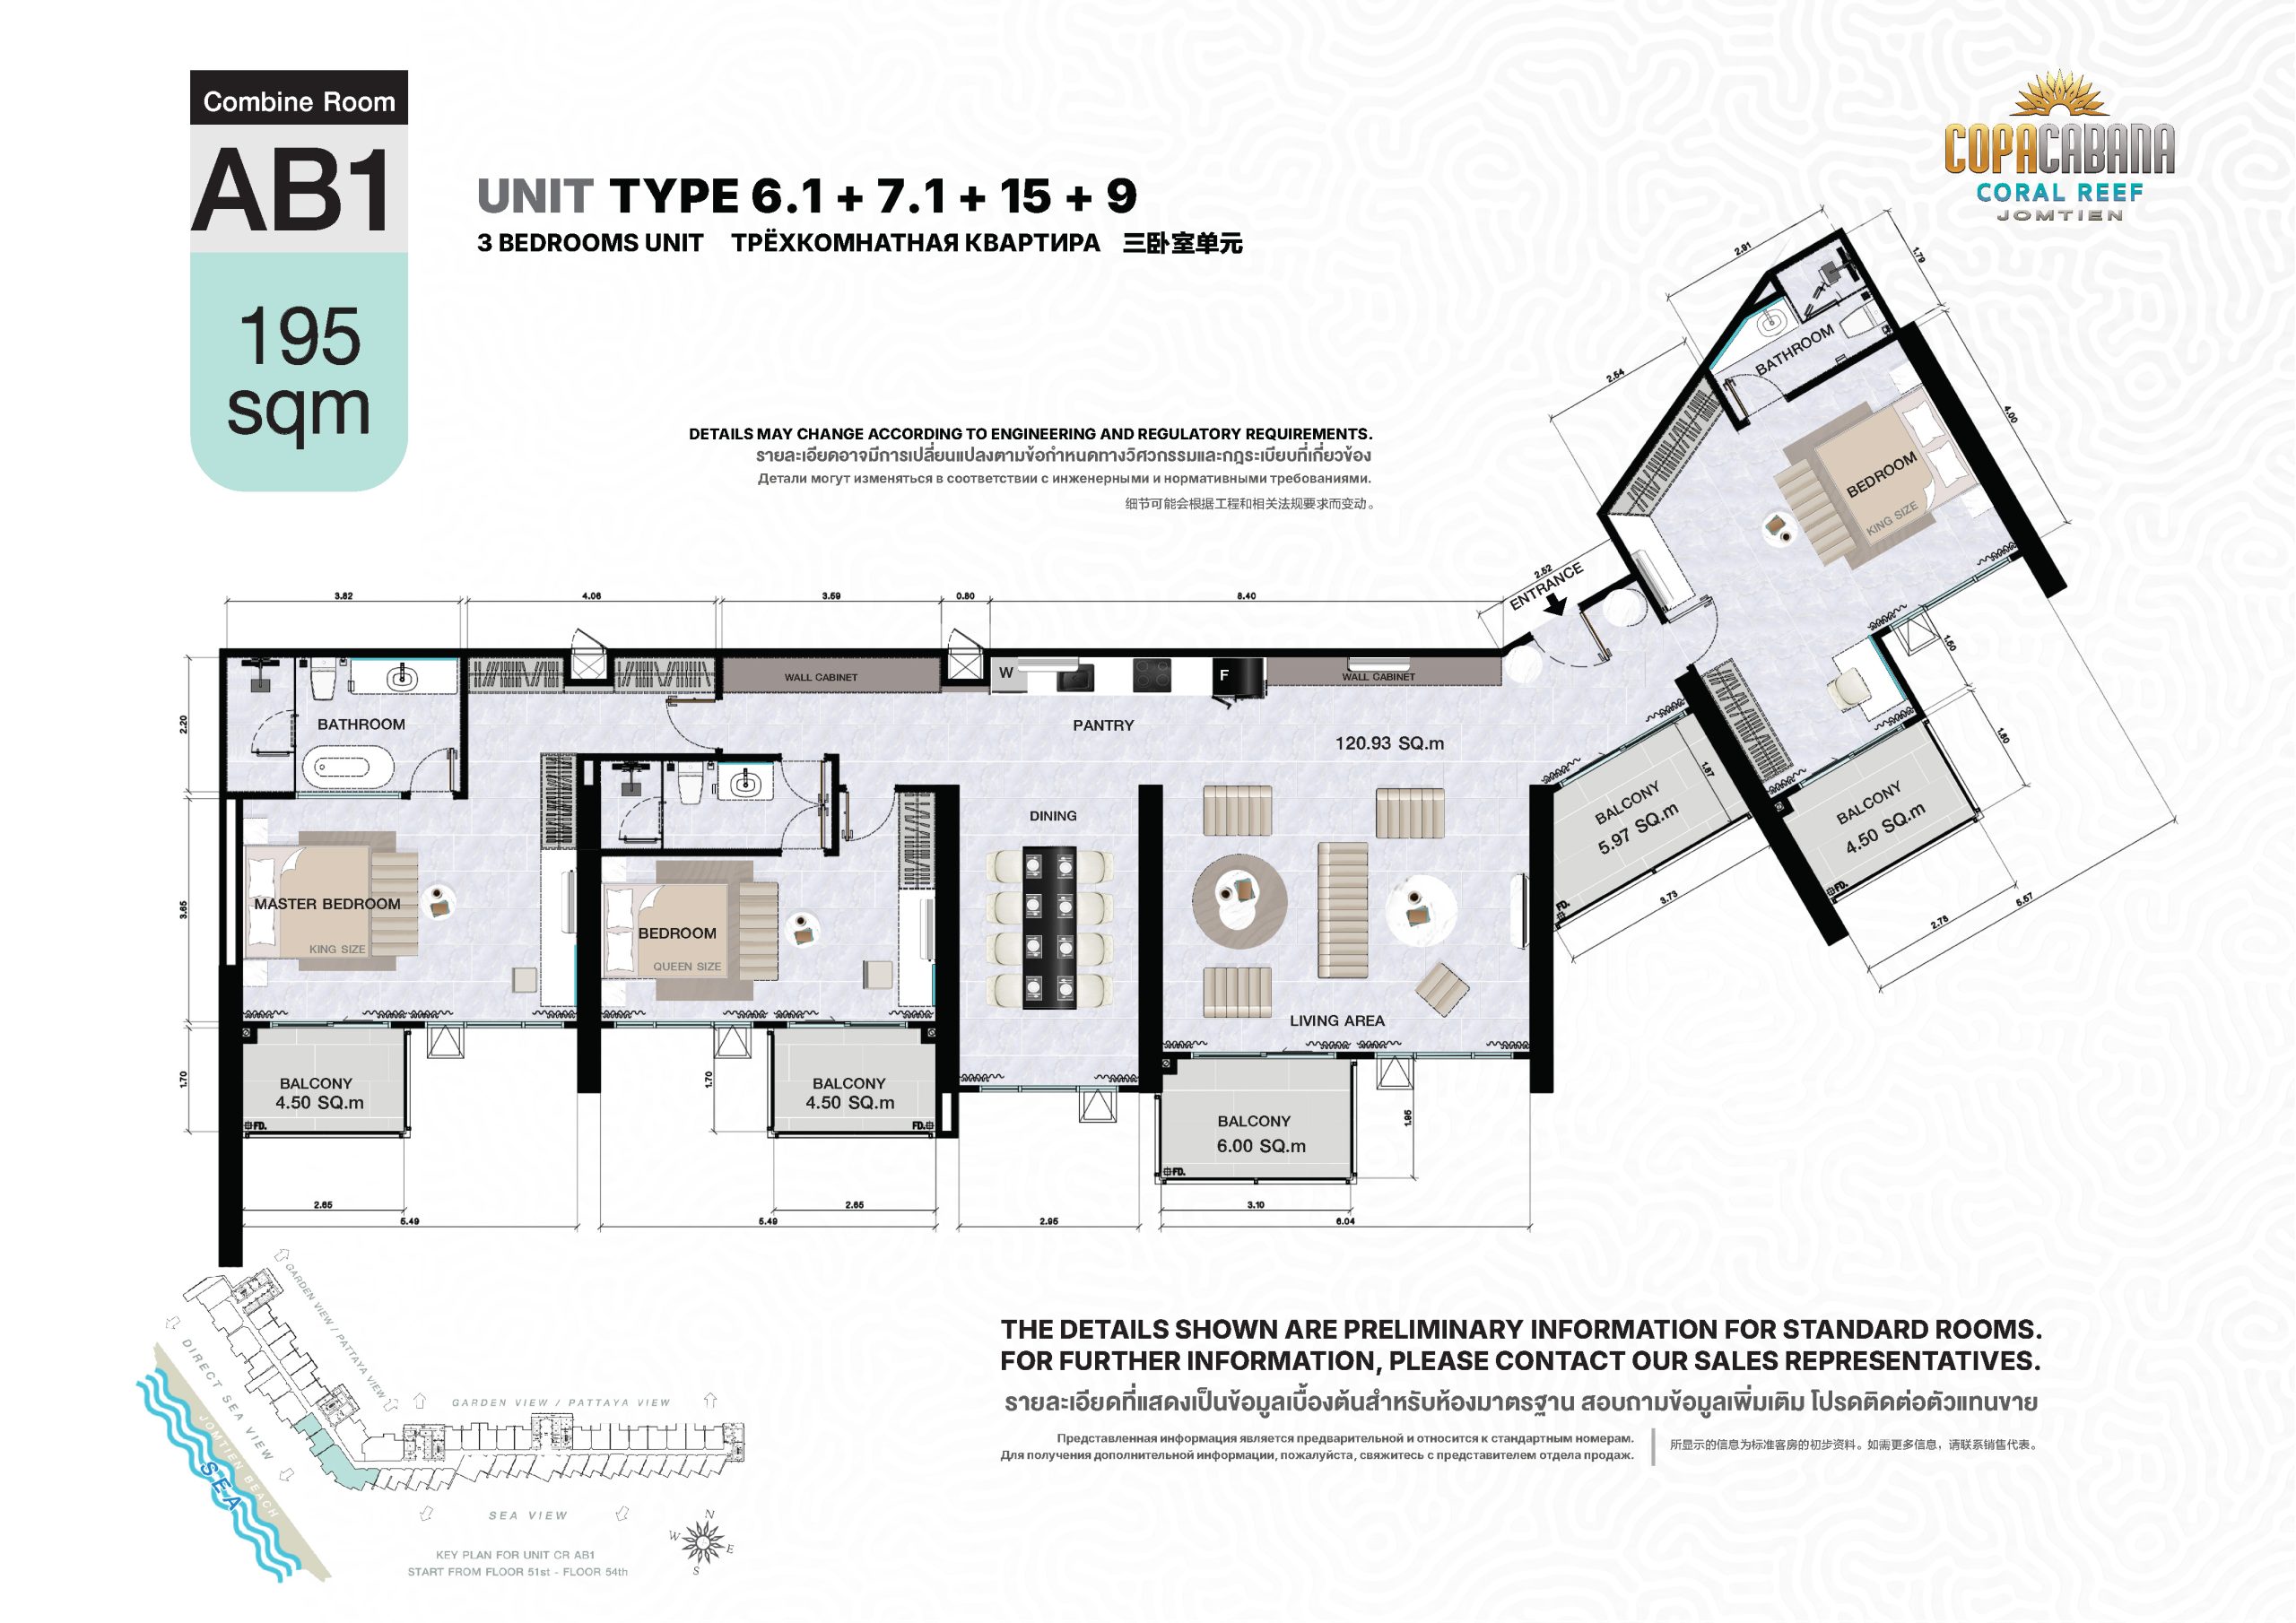 Combine Room
AB1
195
sqm
UNIT TYPE 6.1 + 7.1 + 15 + 9
3 BEDROOMS UNIT ТРЁХКОМНАТНАЯ КВАРТИРА 三卧室单元
COPACABANA
CORAL REEF
JOMTIEN
DETAILS MAY CHANGE ACCORDING TO ENGINEERING AND REGULATORY REQUIREMENTS.
รายละเอียดอาจมีการเปลี่ยนแปลงตามข้อกำหนดทางวิศวกรรมและกฎระเบียบที่เกี่ยวข้อง
Детали могут изменяться в соответствии с инженерными и нормативными требованиями.
细节可能会根据工程和相关法规要求而变动。
2.91
1.79
2.54
4.00
BATHROOM
BEDROOM
KING SIZE
2.52
ENTRANCE
1.50
1.80
3.82
4.06
3.59
0.80
8.40
2.20
3.65
1.70
BATHROOM
WALL CABINET
W
F
WALL CABINET
PANTRY
120.93 SQ.m
MASTER BEDROOM
KING SIZE
BEDROOM
QUEEN SIZE
DINING
LIVING AREA
BALCONY
5.97 SQ.m
1.87
FD.
3.73
BALCONY
4.50 SQ.m
FD.
2.75
5.57
BALCONY
4.50 SQ.m
FD.
1.70
BALCONY
4.50 SQ.m
FD.
BALCONY
6.00 SQ.m
FD.
1.95
2.65
5.49
2.65
5.49
2.95
3.10
6.04
GARDEN VIEW / PATTAYA VIEW
DIRECT SEA VIEW
JOMTIEN BEACH
SEA
GARDEN VIEW / PATTAYA VIEW
SEA VIEW
N
W
E
S
KEY PLAN FOR UNIT CR AB1
START FROM FLOOR 51st - FLOOR 54th
THE DETAILS SHOWN ARE PRELIMINARY INFORMATION FOR STANDARD ROOMS.
FOR FURTHER INFORMATION, PLEASE CONTACT OUR SALES REPRESENTATIVES.
รายละเอียดที่แสดงเป็นข้อมูลเบื้องต้นสำหรับห้องมาตรฐาน สอบถามข้อมูลเพิ่มเติม โปรดติดต่อตัวแทนขาย
Представленная информация является предварительной и относится к стандартным номерам.
Для получения дополнительной информации, пожалуйста, свяжитесь с представителем отдела продаж.
所显示的信息为标准客房的初步资料。如需更多信息，请联系销售代表。